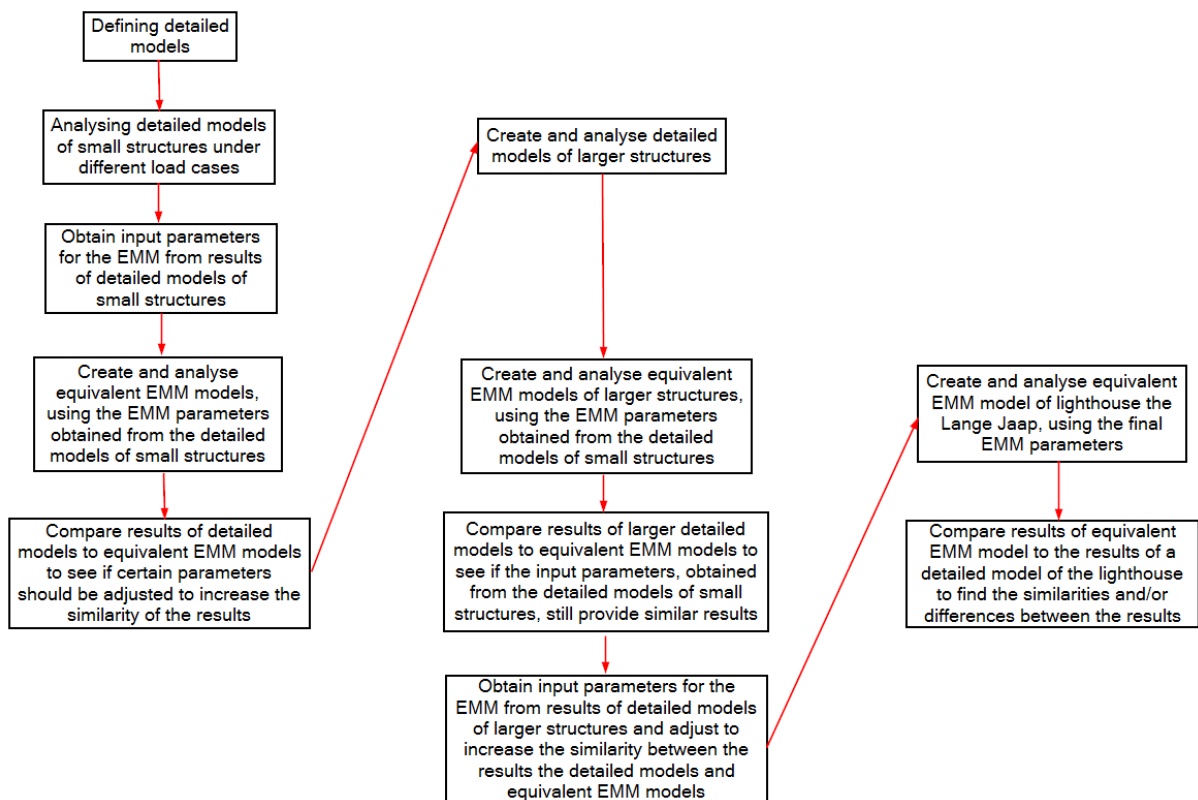 Defining detailed
models
Analysing detailed models
of small structures under
different load cases
Obtain input parameters
for the EMM from results
of detailed models of
small structures
Create and analyse
equivalent EMM models,
using the EMM parameters
obtained from the detailed
models of small structures
Compare results of detailed
models to equivalent EMM models
to see if certain parameters
should be adjusted to increase the
similarity of the results
Create and analyse detailed
models of larger structures
Create and analyse equivalent
EMM models of larger structures,
using the EMM parameters
obtained from the detailed
models of small structures
Compare results of larger detailed
models to equivalent EMM models to
see if the input parameters, obtained
from the detailed models of small
structures, still provide similar results
Obtain input parameters for the
EMM from results of detailed models
of larger structures and adjust to
increase the similarity between the
results the detailed models and
equivalent EMM models
Create and analyse equivalent
EMM model of lighthouse the
Lange Jaap, using the final
EMM parameters
Compare results of equivalent
EMM model to the results of a
detailed model of the lighthouse
to find the similarities and/or
differences between the results